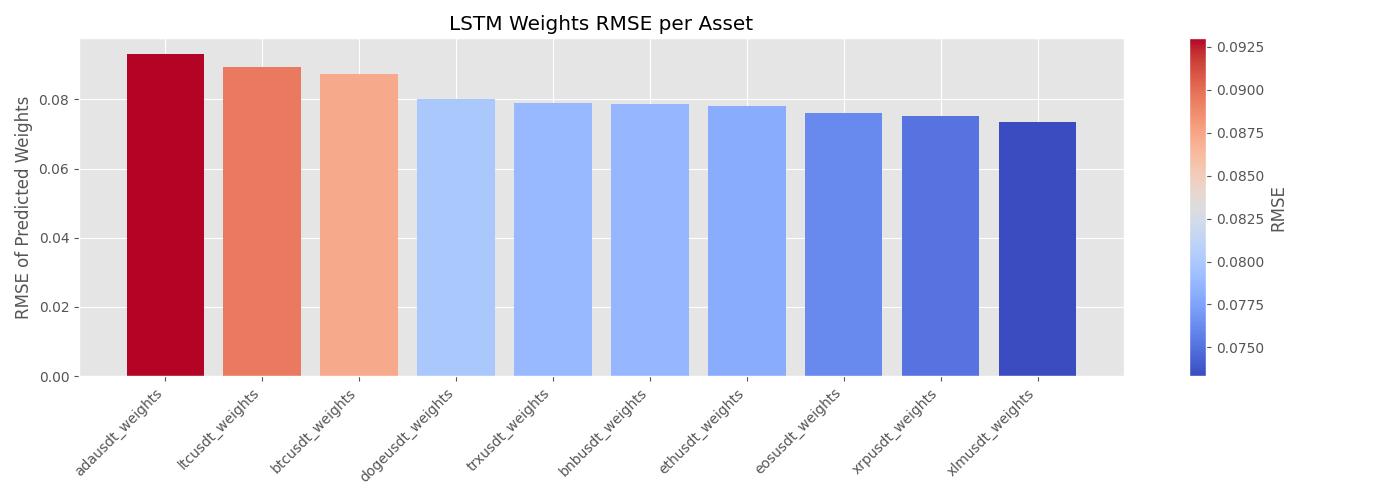 LSTM Weights RMSE per Asset
RMSE of Predicted Weights
0.08
0.06
0.04
0.02
0.00
adausdt_weights
ltcusdt_weights
btcusdt_weights
dogeusdt_weights
trxusdt_weights
bnbusdt_weights
ethusdt_weights
eosusdt_weights
xrpusdt_weights
xlmusdt_weights
0.0925
0.0900
0.0875
0.0850
0.0825
0.0800
0.0775
0.0750
RMSE